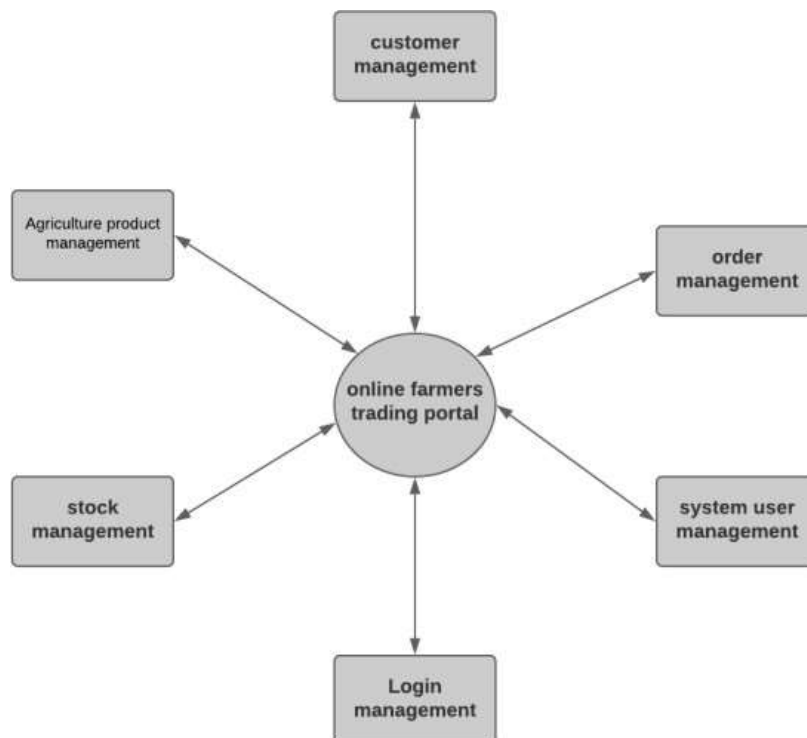 customer
management
Agriculture product
management
order
management
online farmers
trading portal
stock
management
system user
management
Login
management